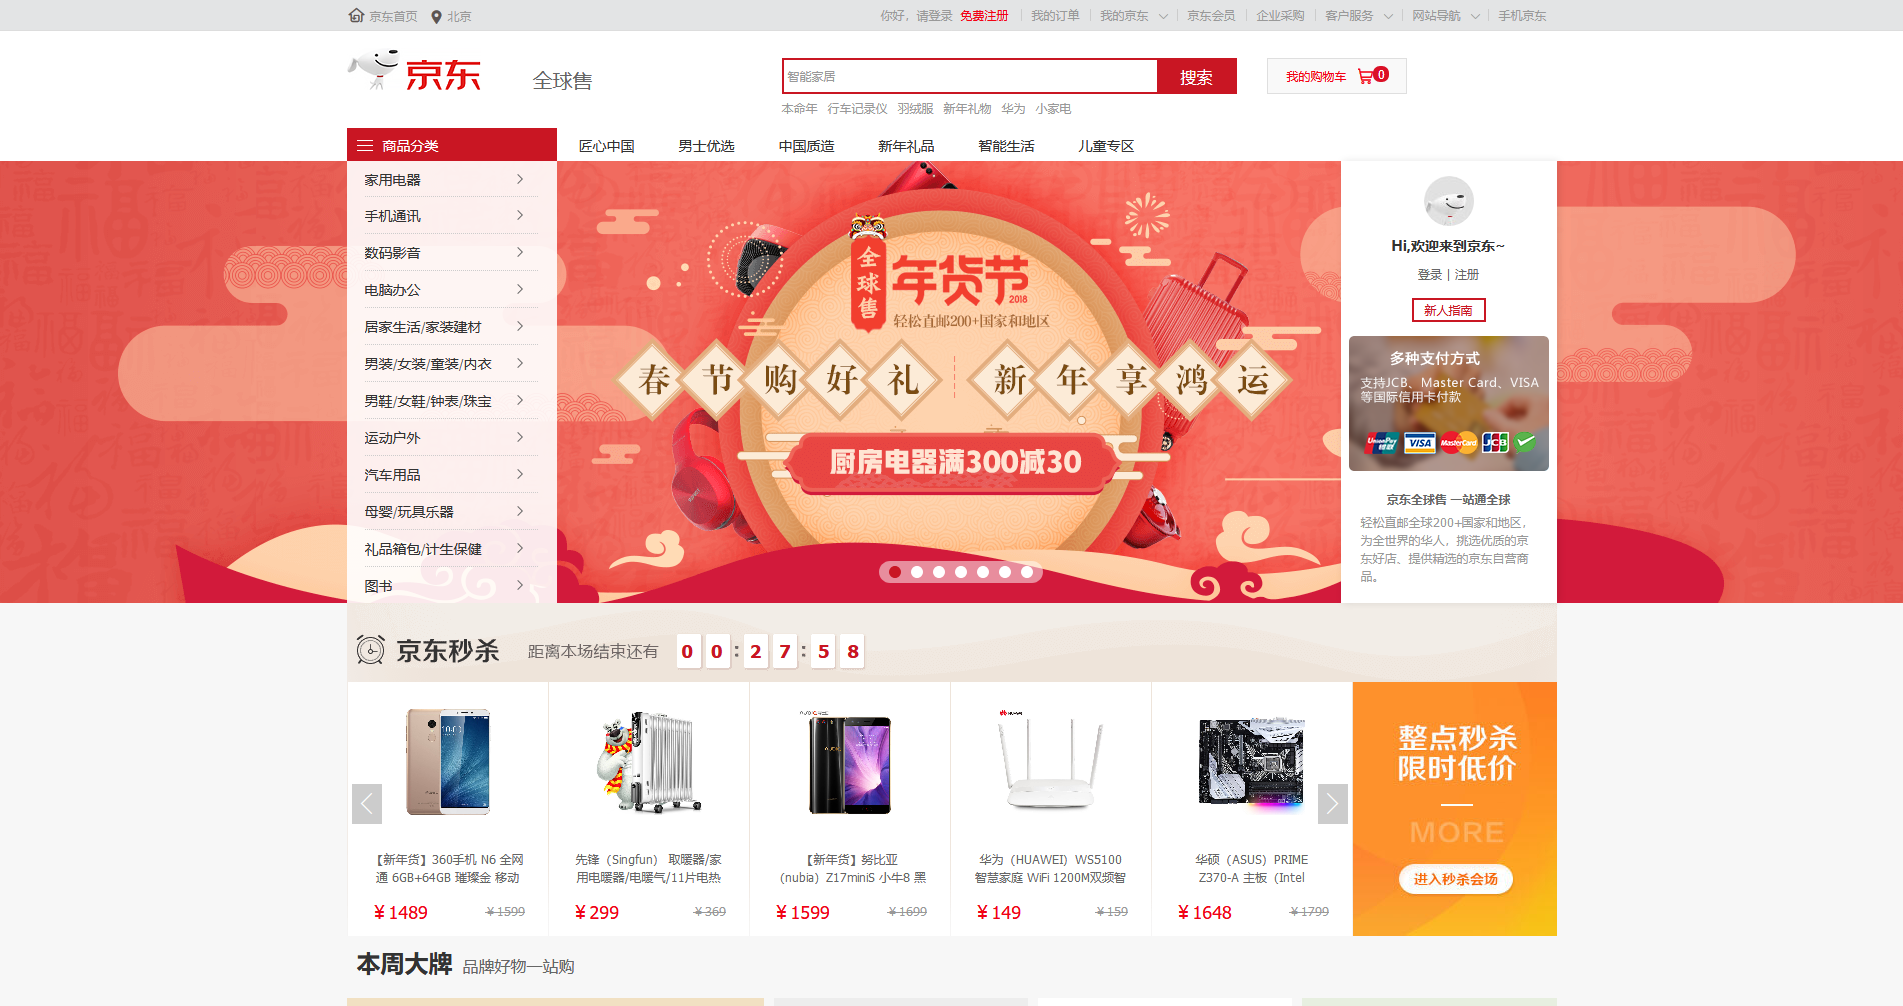 京东首页 北京
你好，请登录 免费注册 我的订单 我的京东 京东会员 企业采购 客户服务 网站导航 手机京东
京东 全球售
智能家居 搜索
我的购物车 0
本命年 行车记录仪 羽绒服 新年礼物 华为 小家电
商品分类 匠心中国 男士优选 中国质造 新年礼品 智能生活 儿童专区
家用电器
手机通讯
数码影音
电脑办公
居家生活/家装建材
男装/女装/童装/内衣
男鞋/女鞋/钟表/珠宝
运动户外
汽车用品
母婴/玩具乐器
礼品箱包/计生保健
图书
全球售
年货节
2018
轻松直邮200+国家和地区
春节购好礼 新年享鸿运
厨房电器满300减30
Hi,欢迎来到京东~
登录 | 注册
新人指南
多种支付方式
支持JCB、Master Card、VISA
等国际信用卡付款
UnionPay 银联 VISA MasterCard JCB
京东全球售 一站通全球
轻松直邮全球200+国家和地区，
为全世界的华人，挑选优质的京
东好店、提供精选的京东自营商
品。
京东秒杀 距离本场结束还有 00:27:58
【新年货】360手机 N6 全网
通 6GB+64GB 璀璨金 移动
¥1489 ¥1599
先锋（Singfun） 取暖器/家
用电暖器/电暖气/11片电热
¥299 ¥369
【新年货】努比亚
（nubia）Z17miniS 小牛8 黑
¥1599 ¥1699
HUAWEI
华为（HUAWEI）WS5100
智慧家庭 WiFi 1200M双频智
¥149 ¥159
华硕（ASUS）PRIME
Z370-A 主板（Intel
¥1648 ¥1799
整点秒杀
限时低价
MORE
进入秒杀会场
本周大牌 品牌好物一站购